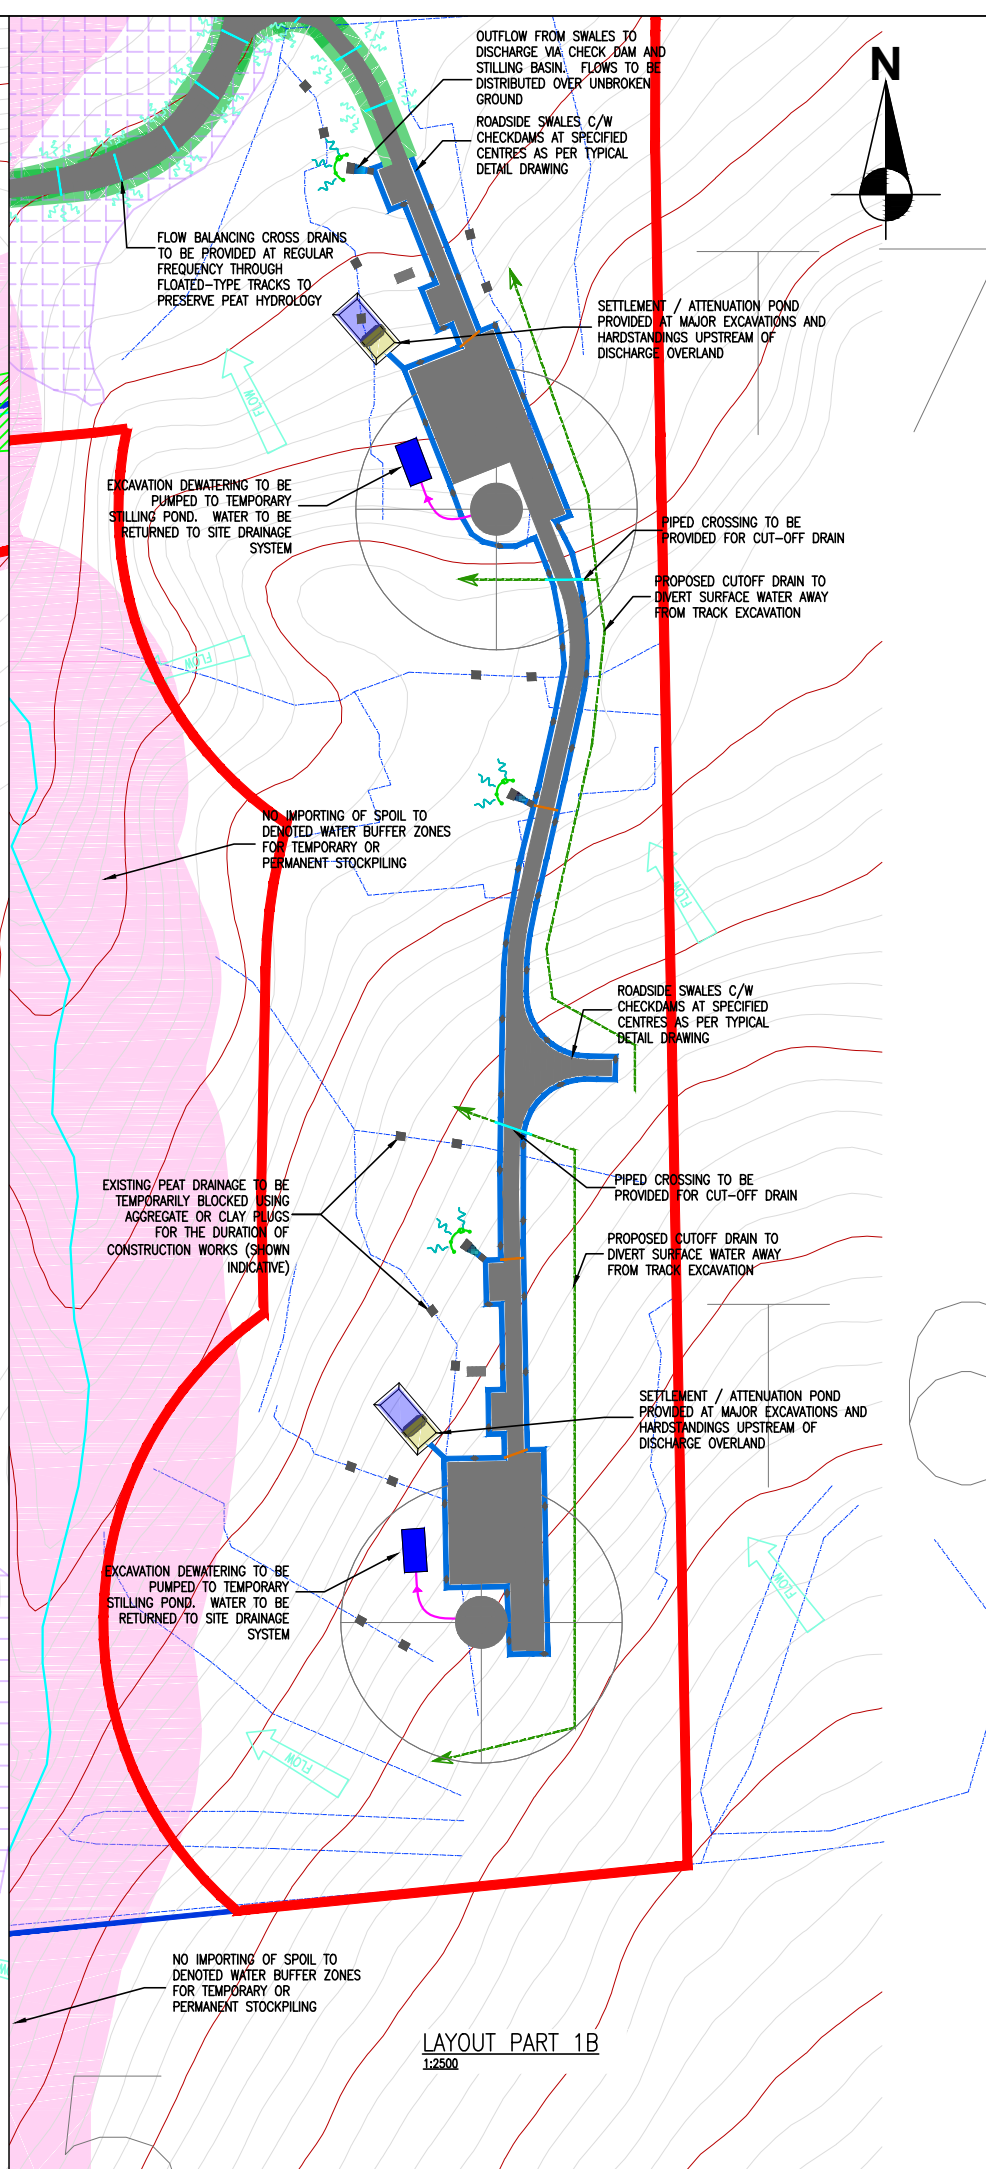 OUTFLOW FROM SWALES TO
DISCHARGE VIA CHECK DAM AND
STILLING BASIN. FLOWS TO BE
DISTRIBUTED OVER UNBROKEN
GROUND
N
ROADSIDE SWALES C/W
CHECKDAMS AT SPECIFIED
CENTRES AS PER TYPICAL
DETAIL DRAWING
FLOW BALANCING CROSS DRAINS
TO BE PROVIDED AT REGULAR
FREQUENCY THROUGH
FLOATED-TYPE TRACKS TO
PRESERVE PEAT HYDROLOGY
SETTLEMENT / ATTENUATION POND
PROVIDED AT MAJOR EXCAVATIONS AND
HARDSTANDINGS UPSTREAM OF
DISCHARGE OVERLAND
FLOW
EXCAVATION DEWATERING TO BE
PUMPED TO TEMPORARY
STILLING POND. WATER TO BE
RETURNED TO SITE DRAINAGE
SYSTEM
PIPED CROSSING TO BE
PROVIDED FOR CUT-OFF DRAIN
PROPOSED CUTOFF DRAIN TO
DIVERT SURFACE WATER AWAY
FROM TRACK EXCAVATION
FLOW
NO IMPORTING OF SPOIL TO
DENOTED WATER BUFFER ZONES
FOR TEMPORARY OR
PERMANENT STOCKPILING
FLOW
ROADSIDE SWALES C/W
CHECKDAMS AT SPECIFIED
CENTRES AS PER TYPICAL
DETAIL DRAWING
EXISTING PEAT DRAINAGE TO BE
TEMPORARILY BLOCKED USING
AGGREGATE OR CLAY PLUGS
FOR THE DURATION OF
CONSTRUCTION WORKS (SHOWN
INDICATIVE)
PIPED CROSSING TO BE
PROVIDED FOR CUT-OFF DRAIN
PROPOSED CUTOFF DRAIN TO
DIVERT SURFACE WATER AWAY
FROM TRACK EXCAVATION
SETTLEMENT / ATTENUATION POND
PROVIDED AT MAJOR EXCAVATIONS AND
HARDSTANDINGS UPSTREAM OF
DISCHARGE OVERLAND
EXCAVATION DEWATERING TO BE
PUMPED TO TEMPORARY
STILLING POND. WATER TO BE
RETURNED TO SITE DRAINAGE
SYSTEM
FLOW
FLOW
NO IMPORTING OF SPOIL TO
DENOTED WATER BUFFER ZONES
FOR TEMPORARY OR
PERMANENT STOCKPILING
LAYOUT PART 1B
1:2500